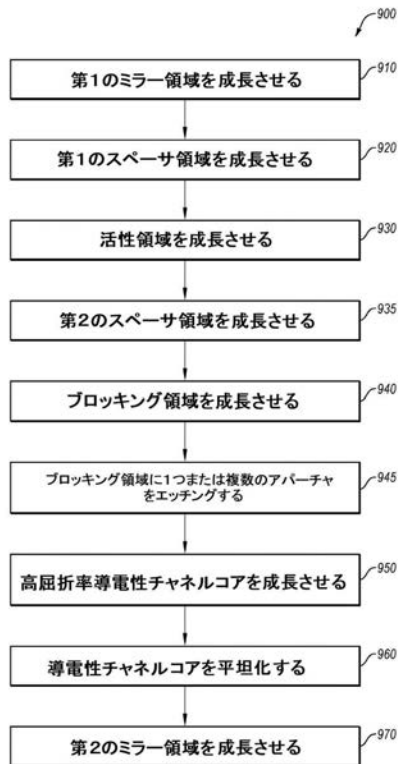 900
第1のミラー領域を成長させる
910
第1のスペーサ領域を成長させる
920
活性領域を成長させる
930
第2のスペーサ領域を成長させる
935
ブロッキング領域を成長させる
940
ブロッキング領域に1つまたは複数のアパーチャ
をエッチングする
945
高屈折率導電性チャネルコアを成長させる
950
導電性チャネルコアを平坦化する
960
第2のミラー領域を成長させる
970